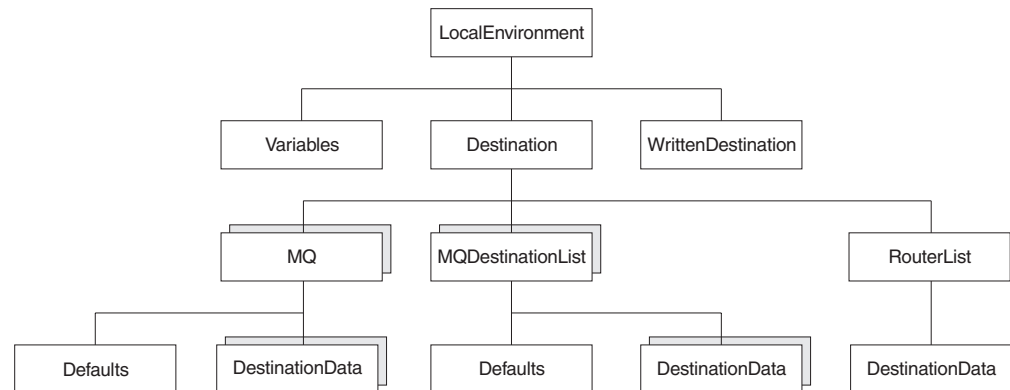 LocalEnvironment
Variables
Destination
WrittenDestination
MQ
MQDestinationList
RouterList
Defaults
DestinationData
Defaults
DestinationData
DestinationData